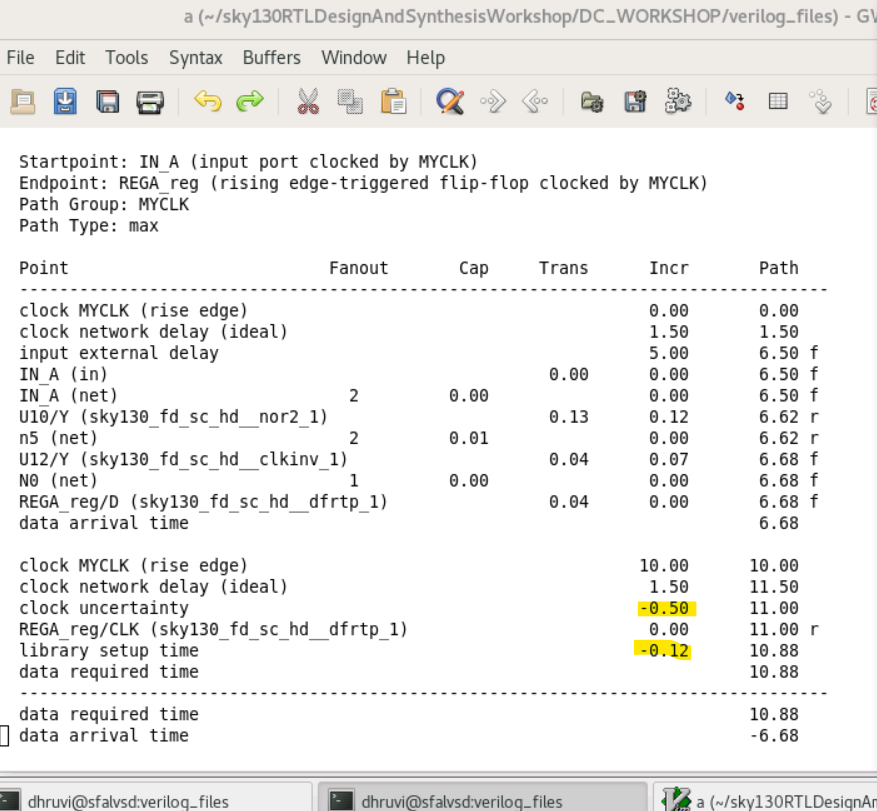 a (~/sky130RTLDesignAndSynthesisWorkshop/DC_WORKSHOP/verilog_files) -
File Edit Tools Syntax Buffers Window Help
Startpoint: IN_A (input port clocked by MYCLK)
Endpoint: REGA_reg (rising edge-triggered flip-flop clocked by MYCLK)
Path Group: MYCLK
Path Type: max
Point Fanout Cap Trans Incr Path
--------------------------------------------------------------------------------
clock MYCLK (rise edge) 0.00 0.00
clock network delay (ideal) 1.50 1.50
input external delay 5.00 6.50 f
IN_A (in) 0.00 0.00 6.50 f
IN_A (net) 2 0.00 0.00 6.50 f
U10/Y (sky130_fd_sc_hd__nor2_1) 0.13 0.12 6.62 r
n5 (net) 2 0.01 0.00 6.62 r
U12/Y (sky130_fd_sc_hd__clkinv_1) 0.04 0.07 6.68 f
N0 (net) 1 0.00 0.00 6.68 f
REGA_reg/D (sky130_fd_sc_hd__dfrtp_1) 0.04 0.00 6.68 f
data arrival time 6.68
clock MYCLK (rise edge) 10.00 10.00
clock network delay (ideal) 1.50 11.50
clock uncertainty -0.50 11.00
REGA_reg/CLK (sky130_fd_sc_hd__dfrtp_1) 0.00 11.00 r
library setup time -0.12 10.88
data required time 10.88
--------------------------------------------------------------------------------
data required time 10.88
data arrival time -6.68
dhruvi@sfalvsd:verilog_files dhruvi@sfalvsd:verilog_files a (~/sky130RTLDesignAn